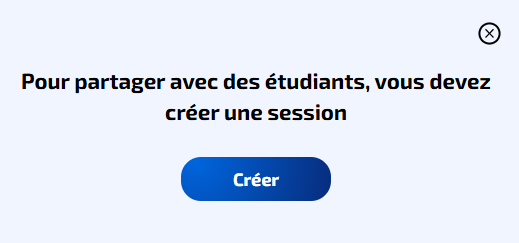 Pour partager avec des étudiants, vous devez
créer une session
Créer